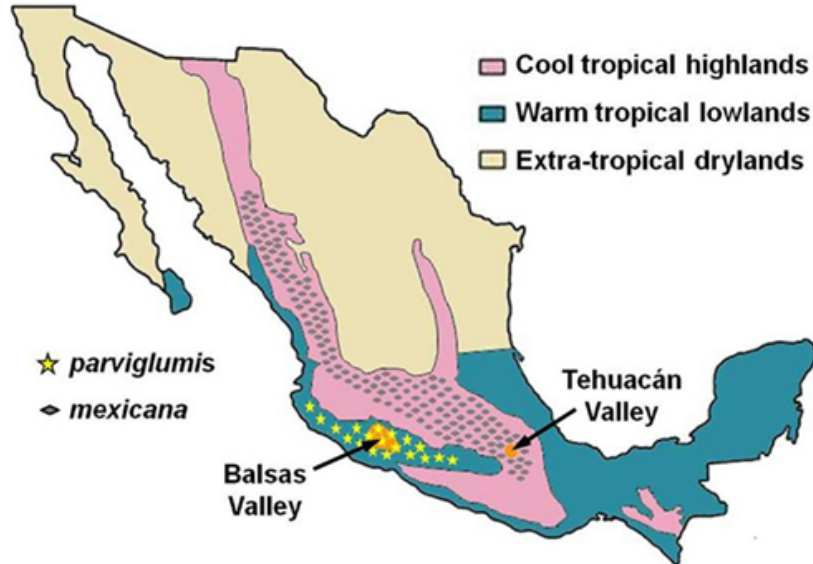 Cool tropical highlands
Warm tropical lowlands
Extra-tropical drylands
parviglumis
mexicana
Tehuacán
Valley
Balsas
Valley